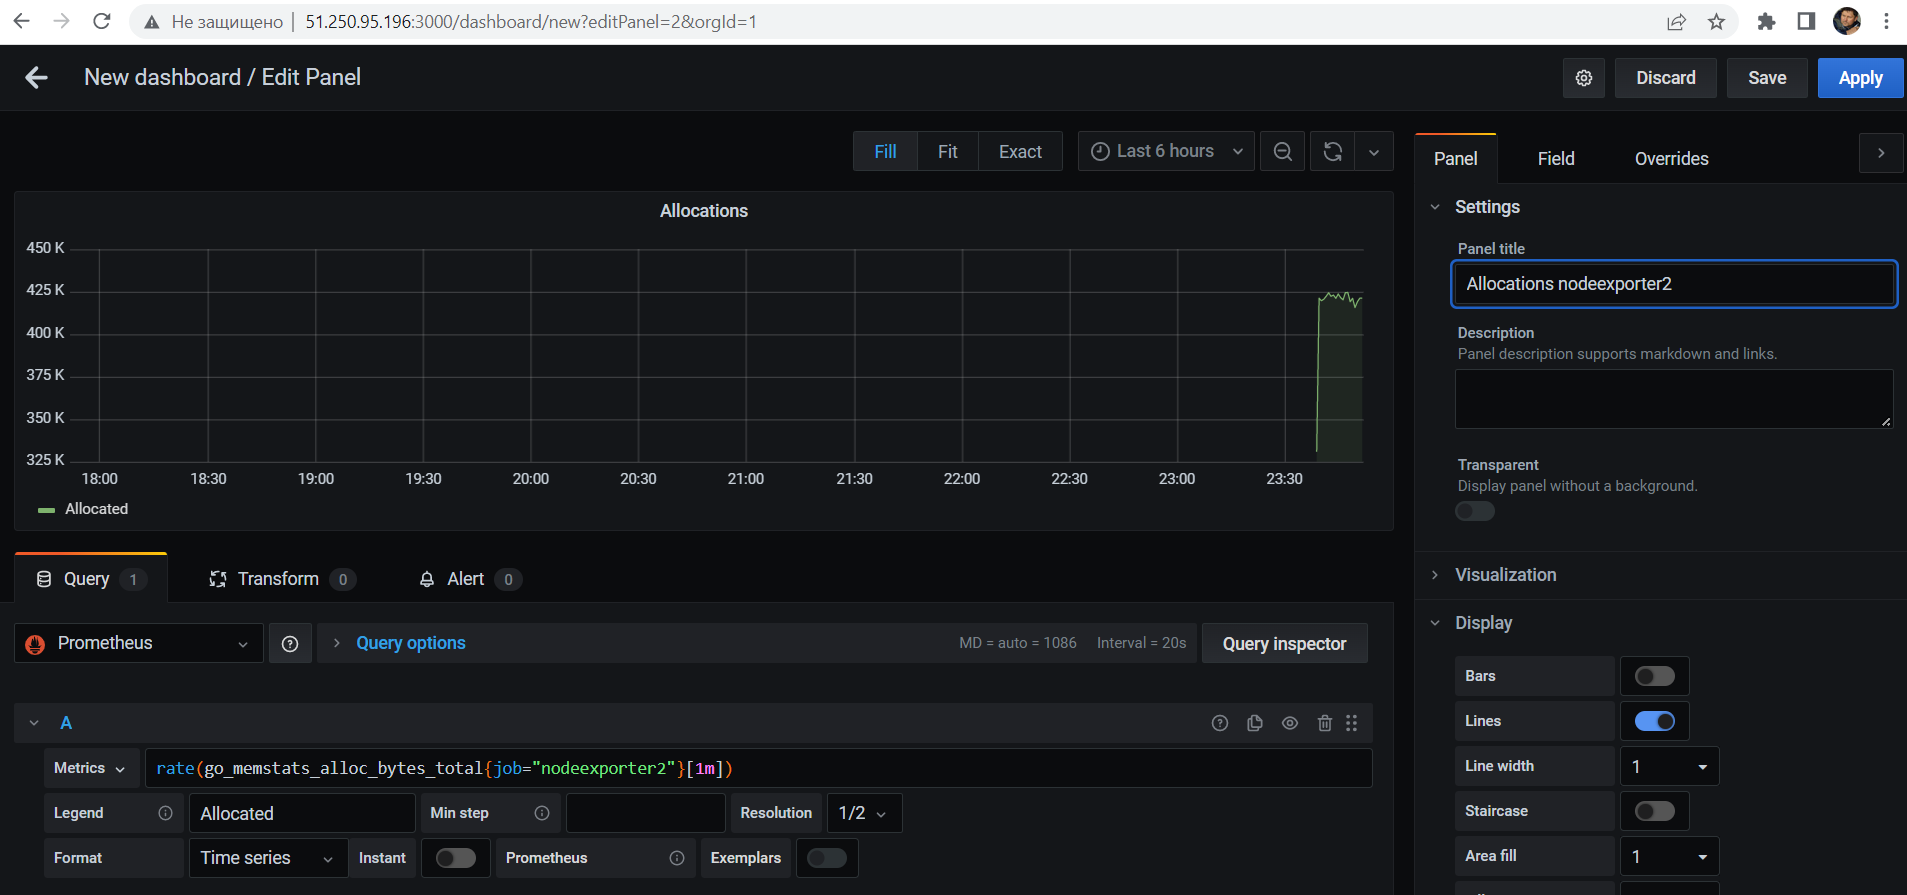 Не защищено | 51.250.95.196:3000/dashboard/new?editPanel=2&orgId=1
New dashboard / Edit Panel
Discard
Save
Apply
Fill
Fit
Exact
Last 6 hours
Allocations
450 K
425 K
400 K
375 K
350 K
325 K
18:00 18:30 19:00 19:30 20:00 20:30 21:00 21:30 22:00 22:30 23:00 23:30
Allocated
Query 1
Transform 0
Alert 0
Prometheus
Query options
MD = auto = 1086
Interval = 20s
Query inspector
A
Metrics
rate(go_memstats_alloc_bytes_total{job="nodeexporter2"}[1m])
Legend
Allocated
Min step
Resolution
1/2
Format
Time series
Instant
Prometheus
Exemplars
Panel
Field
Overrides
Settings
Panel title
Allocations nodeexporter2
Description
Panel description supports markdown and links.
Transparent
Display panel without a background.
Visualization
Display
Bars
Lines
Line width
1
Staircase
Area fill
1